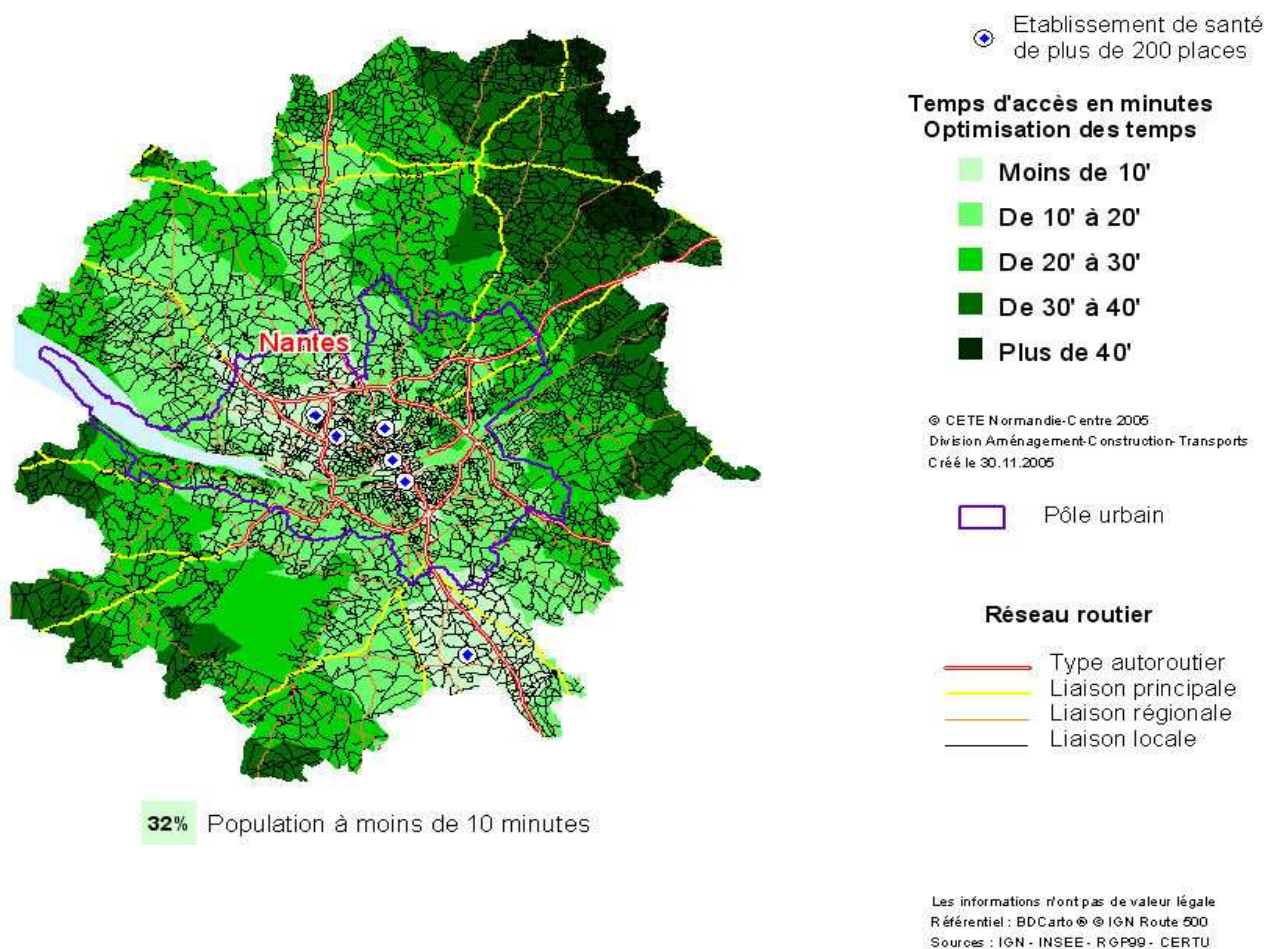 Etablissement de santé
de plus de 200 places
Temps d'accès en minutes
Optimisation des temps
Moins de 10'
De 10' à 20'
De 20' à 30'
De 30' à 40'
Plus de 40'
© CETE Normandie-Centre 2005
Division Aménagement-Construction-Transports
Créé le 30.11.2005
Pôle urbain
Réseau routier
Type autoroutier
Liaison principale
Liaison régionale
Liaison locale
Nantes
32% Population à moins de 10 minutes
Les informations n'ont pas de valeur légale
Référentiel : BDCarto ® © IGN Route 500
Sources : IGN - INSEE - RGP99 - CERTU